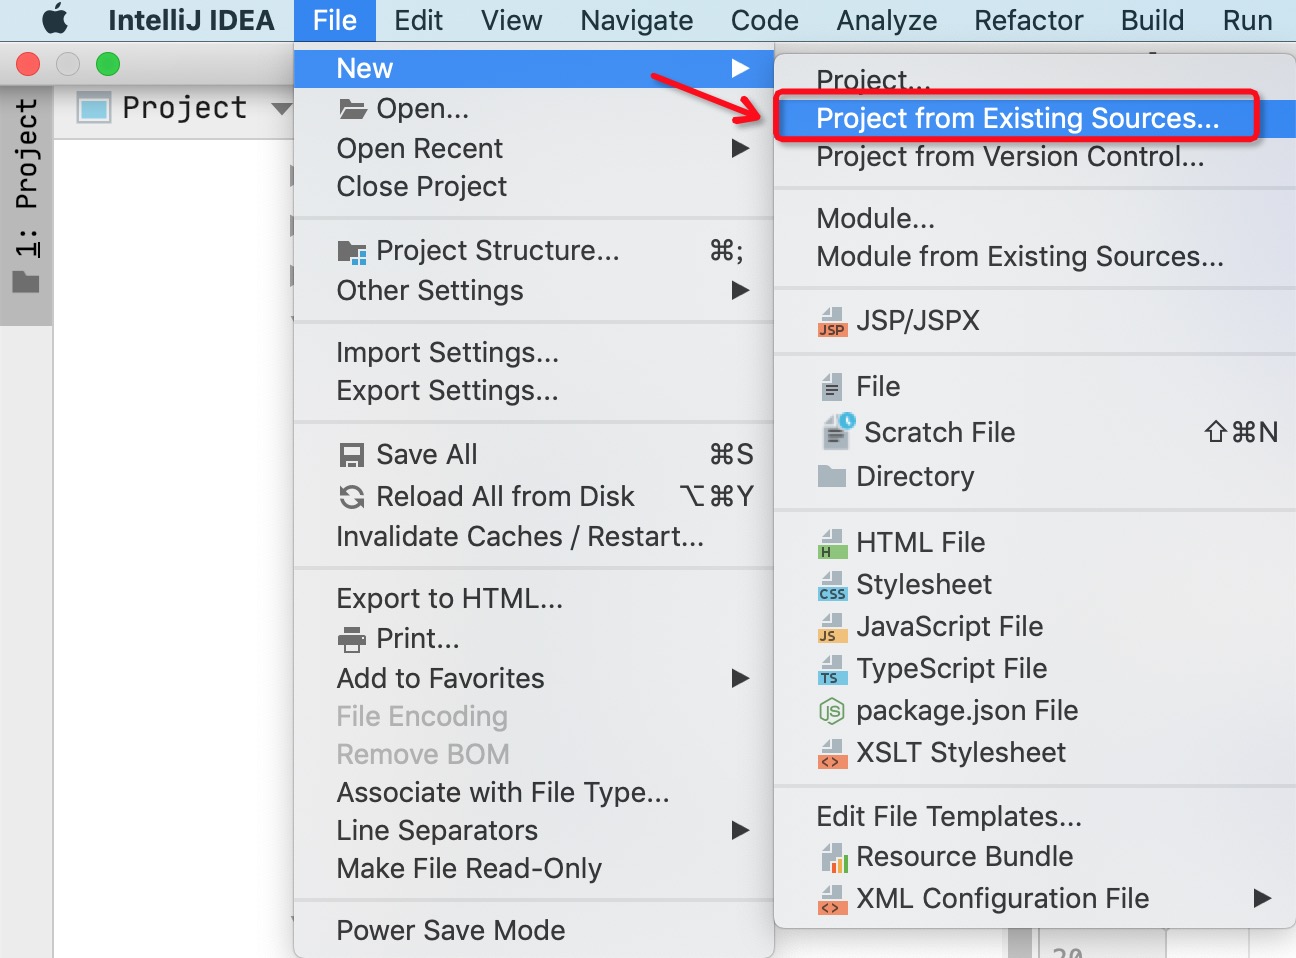 IntelliJ IDEA File Edit View Navigate Code Analyze Refactor Build Run
1: Project
Project
New
Open...
Open Recent
Close Project
Project Structure... ⌘;
Other Settings
Import Settings...
Export Settings...
Save All ⌘S
Reload All from Disk ⌥⌘Y
Invalidate Caches / Restart...
Export to HTML...
Print...
Add to Favorites
File Encoding
Remove BOM
Associate with File Type...
Line Separators
Make File Read-Only
Power Save Mode
Project...
Project from Existing Sources...
Project from Version Control...
Module...
Module from Existing Sources...
JSP JSP/JSPX
File
Scratch File ⇧⌘N
Directory
H HTML File
CSS Stylesheet
JS JavaScript File
TS TypeScript File
JS package.json File
<> XSLT Stylesheet
Edit File Templates...
Resource Bundle
<> XML Configuration File
20